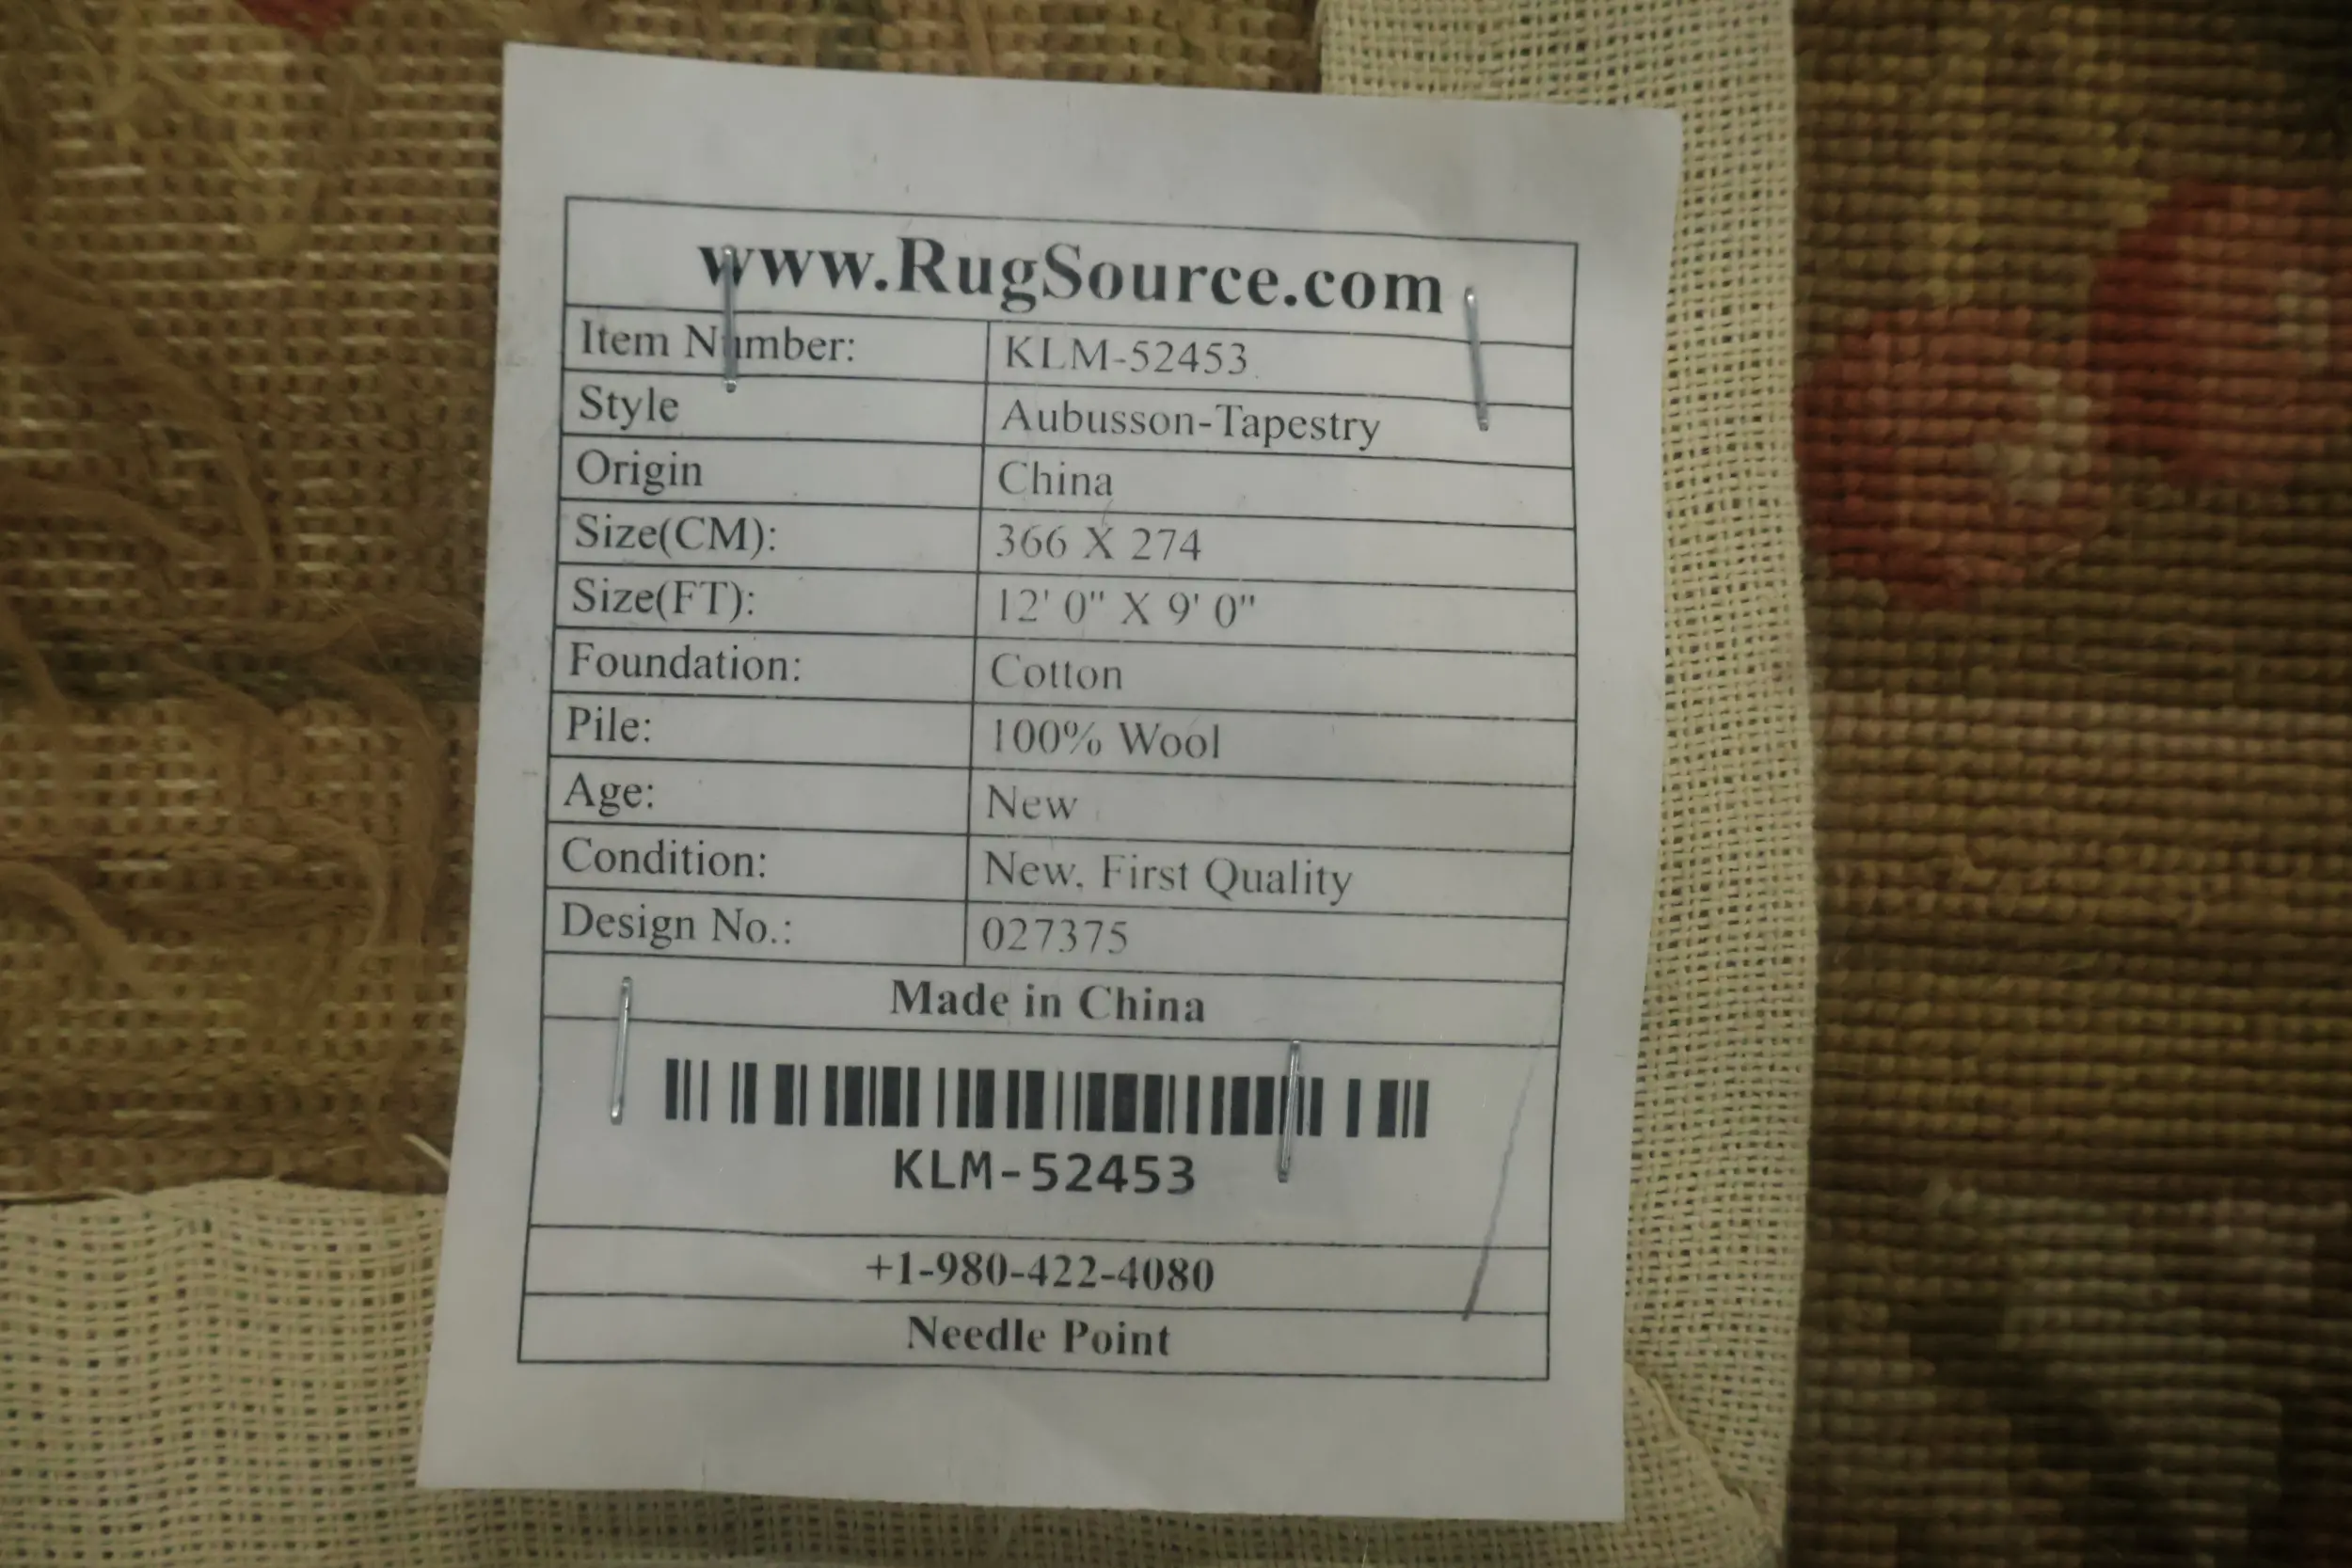 www.RugSource.com
Item Number: KLM-52453
Style Aubusson-Tapestry
Origin China
Size(CM): 366 X 274
Size(FT): 12' 0" X 9' 0"
Foundation: Cotton
Pile: 100% Wool
Age: New
Condition: New, First Quality
Design No.: 027375
Made in China
KLM-52453
+1-980-422-4080
Needle Point